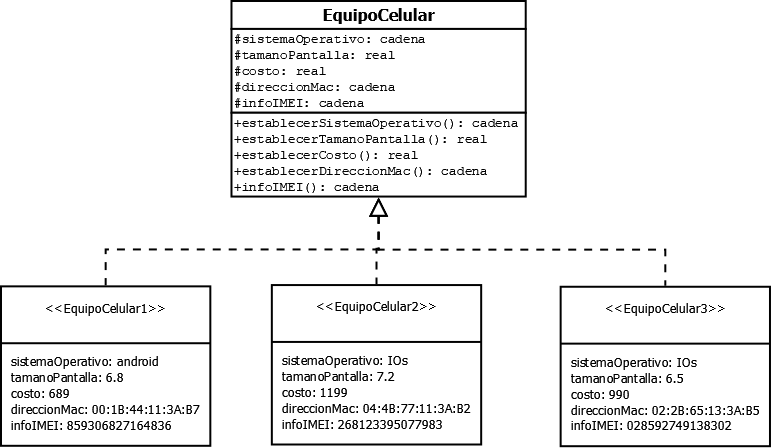 EquipoCelular
#sistemaOperativo: cadena
#tamanoPantalla: real
#costo: real
#direccionMac: cadena
#infoIMEI: cadena
+establecerSistemaOperativo(): cadena
+establecerTamanoPantalla(): real
+establecerCosto(): real
+establecerDireccionMac(): cadena
+infoIMEI(): cadena
<<EquipoCelular1>>
sistemaOperativo: android
tamanoPantalla: 6.8
costo: 689
direccionMac: 00:1B:44:11:3A:B7
infoIMEI: 859306827164836
<<EquipoCelular2>>
sistemaOperativo: IOs
tamanoPantalla: 7.2
costo: 1199
direccionMac: 04:4B:77:11:3A:B2
infoIMEI: 268123395077983
<<EquipoCelular3>>
sistemaOperativo: IOs
tamanoPantalla: 6.5
costo: 990
direccionMac: 02:2B:65:13:3A:B5
infoIMEI: 028592749138302